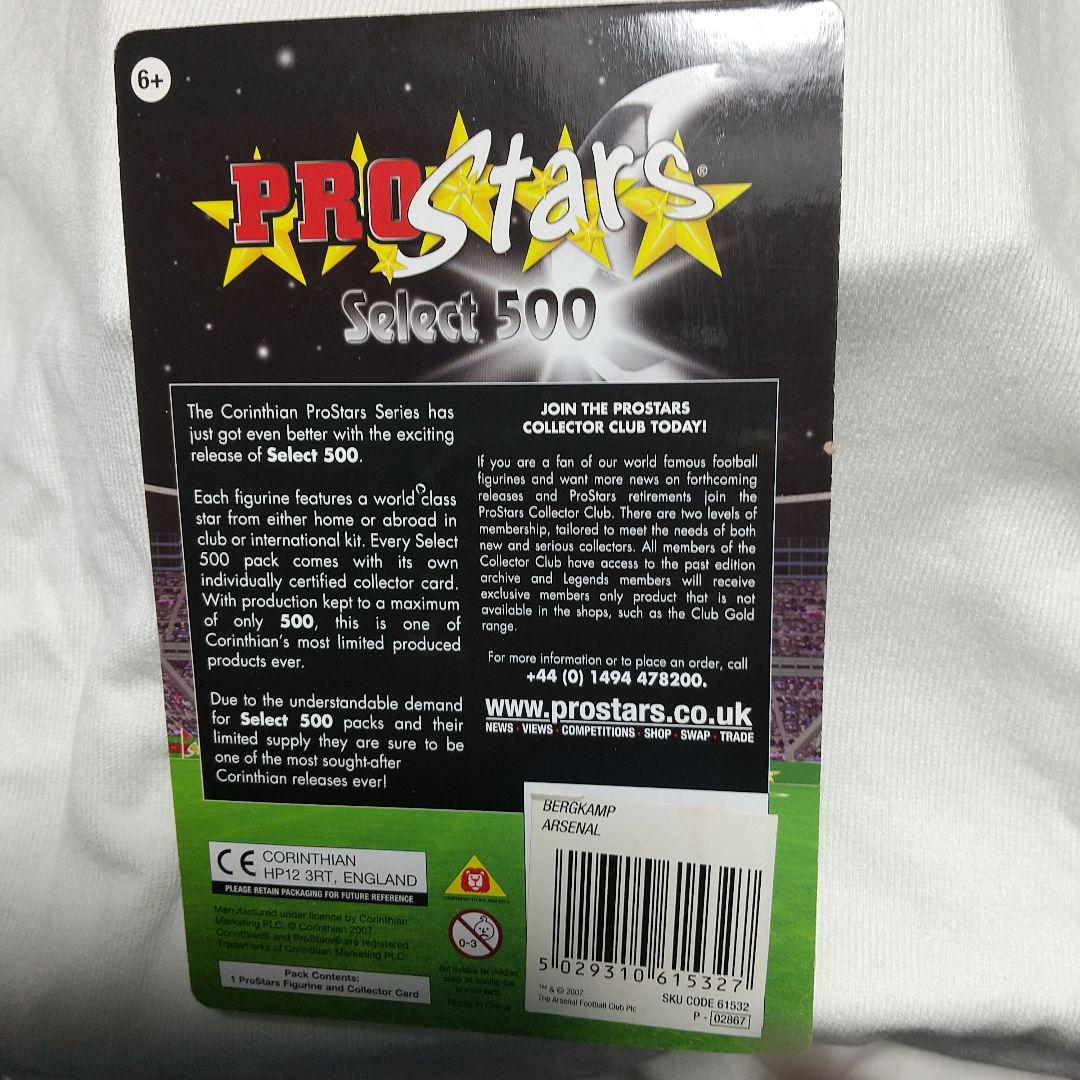 6+
PROStars®
Select 500
The Corinthian ProStars Series has
just got even better with the exciting
release of Select 500.
Each figurine features a world class
star from either home or abroad in
club or international kit. Every Select
500 pack comes with its own
individually certified collector card.
With production kept to a maximum
of only 500, this is one of
Corinthian's most limited produced
products ever.
Due to the understandable demand
for Select 500 packs and their
limited supply they are sure to be
one of the most sought-after
Corinthian releases ever!
JOIN THE PROSTARS
COLLECTOR CLUB TODAY!
If you are a fan of our world famous football
figurines and want more news on forthcoming
releases and ProStars retirements join the
ProStars Collector Club. There are two levels of
membership, tailored to meet the needs of both
new and serious collectors. All members of the
Collector Club have access to the past edition
archive and Legends members will receive
exclusive members only product that is not
available in the shops, such as the Club Gold
range.
For more information or to place an order, call
+44 (0) 1494 478200.
www.prostars.co.uk
NEWS · VIEWS · COMPETITIONS · SHOP · SWAP · TRADE
CE CORINTHIAN
HP12 3RT, ENGLAND
PLEASE RETAIN PACKAGING FOR FUTURE REFERENCE
Manufactured under licence by Corinthian
Marketing PLC. © Corinthian 2007.
Corinthian® and ProStars® are registered
Trademarks of Corinthian Marketing PLC.
Pack Contents:
1 ProStars Figurine and Collector Card
0-3
Not suitable for children
under 36 months due
to small parts
Made in China
BERGKAMP
ARSENAL
5 029310 615327
™ & © 2007
The Arsenal Football Club Plc
SKU CODE 61532
P - 02867